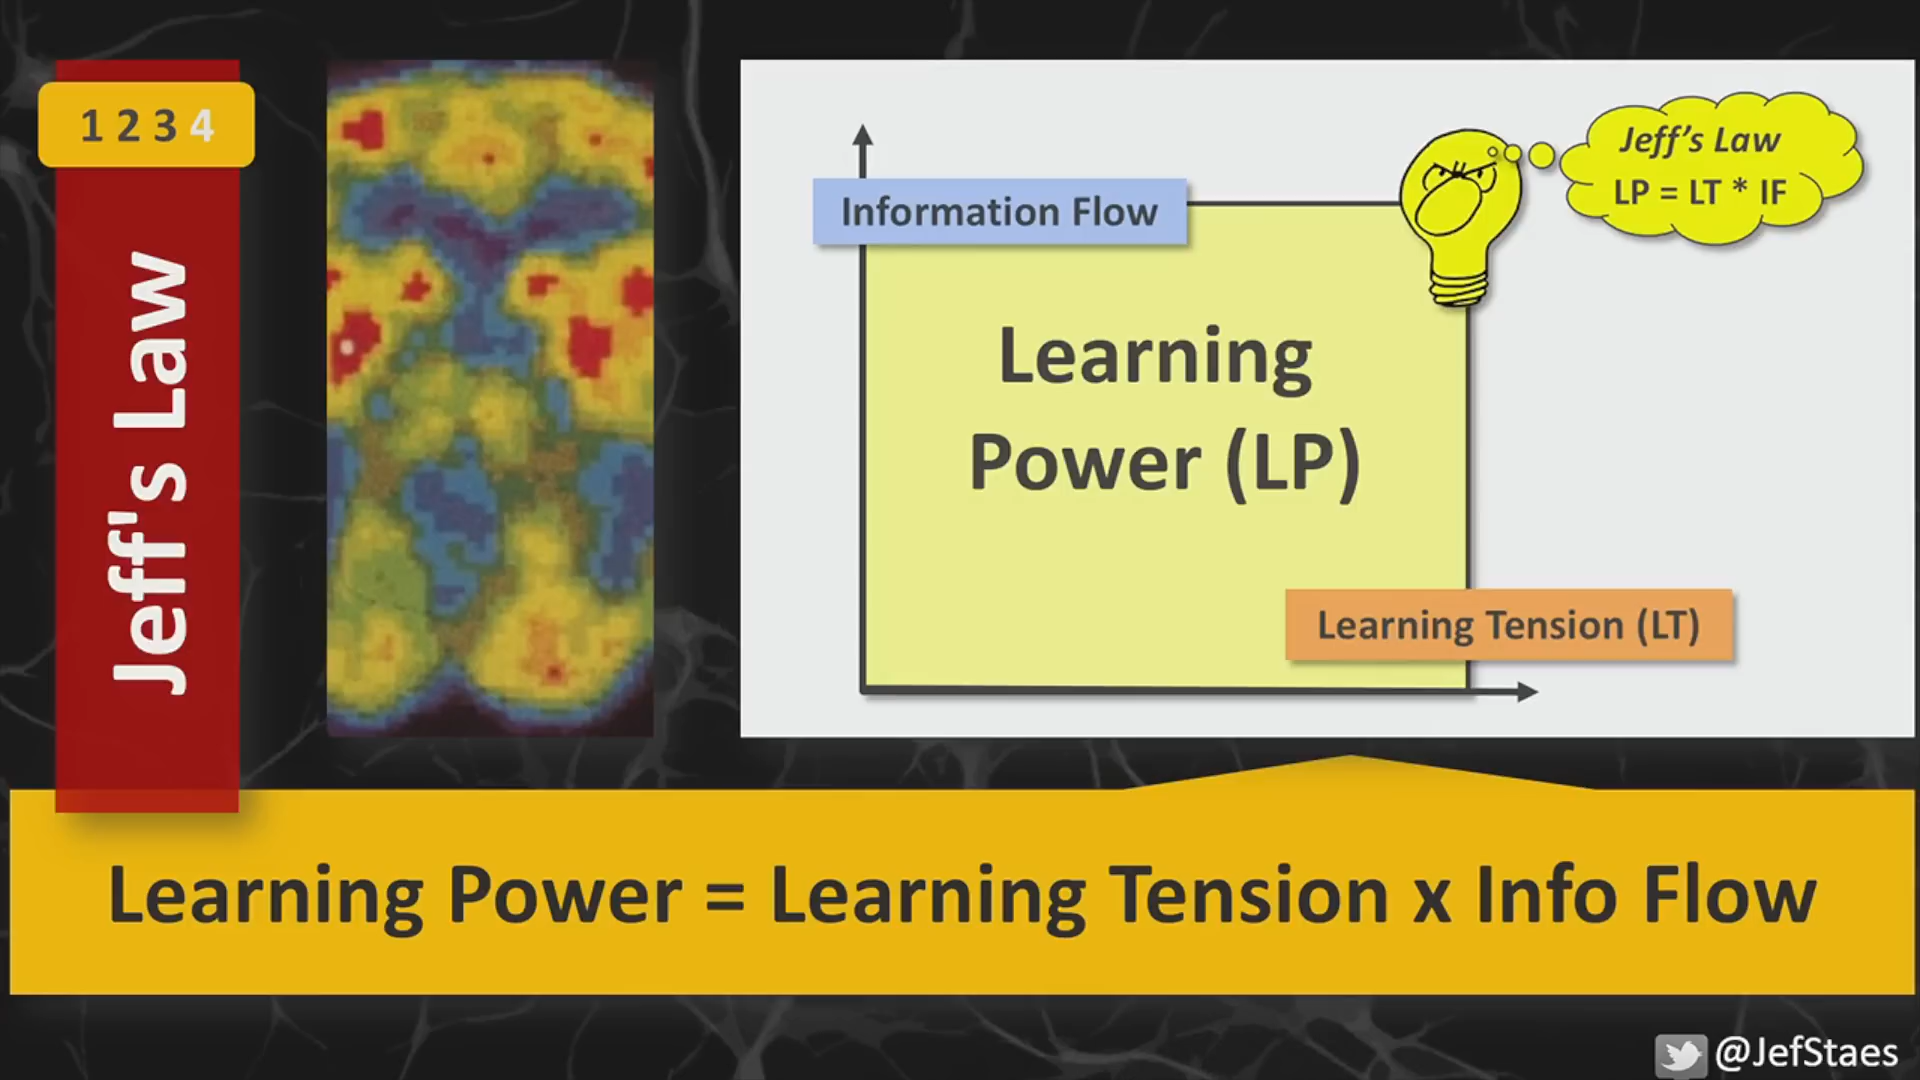 1 2 3 4
Jeff's Law
Information Flow
Jeff's Law
LP = LT * IF
Learning
Power (LP)
Learning Tension (LT)
Learning Power = Learning Tension x Info Flow
@JefStaes